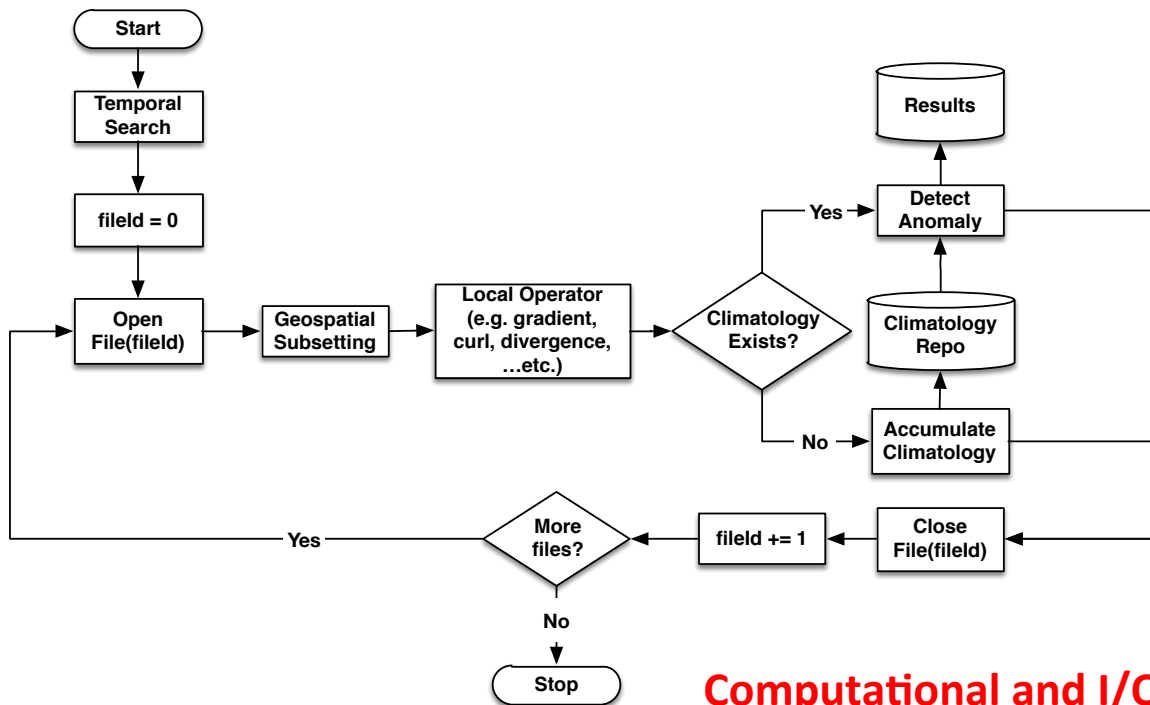 Start
Temporal
Search
fileId = 0
Open
File(fileId)
Geospatial
Subsetting
Local Operator
(e.g. gradient,
curl, divergence,
…etc.)
Climatology
Exists?
Yes
Detect
Anomaly
Results
Climatology
Repo
No
Accumulate
Climatology
Close
File(fileId)
fileId += 1
More
files?
Yes
No
Stop
Computational and